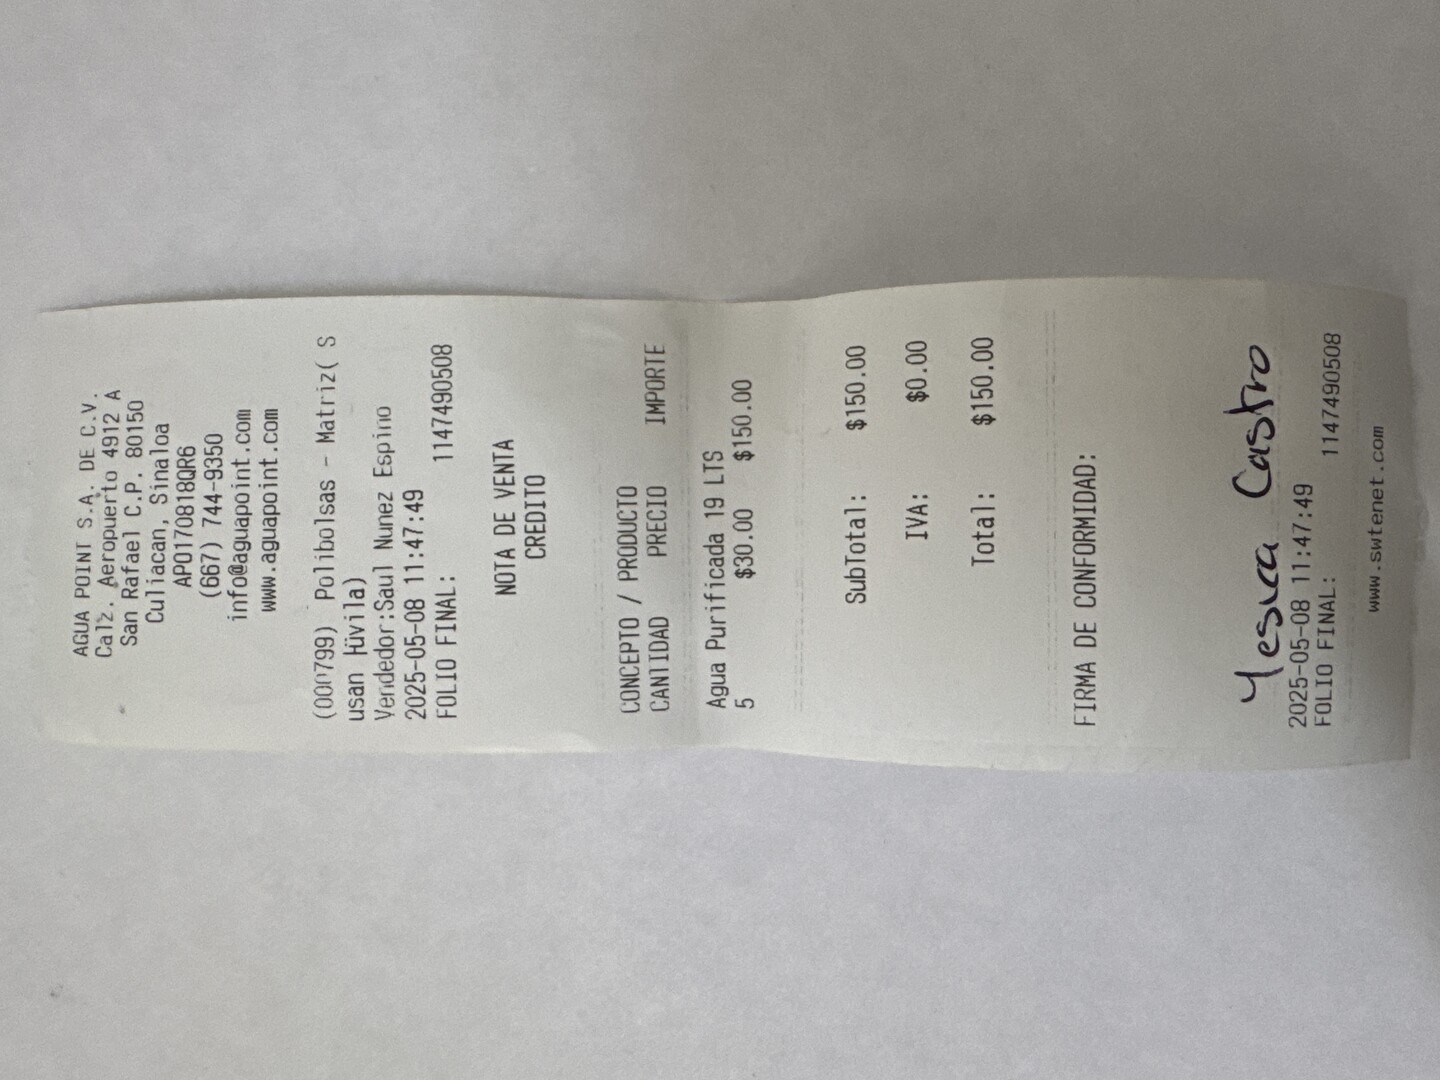 AGUA POINT S.A. DE C.V.
Calz. Aeropuerto 4912 A
San Rafael C.P. 80150
Culiacan, Sinaloa
APO170818QR6
(667) 744-9350
info@aguapoint.com
www.aguapoint.com
(000799) Polibolsas - Matriz( S
usan Huvila)
Vendedor:Saul Nunez Espino
2025-05-08 11:47:49
FOLIO FINAL: 1147490508
NOTA DE VENTA
CREDITO
CONCEPTO / PRODUCTO
CANTIDAD PRECIO IMPORTE
Agua Purificada 19 LTS
5 $30.00 $150.00
SubTotal: $150.00
IVA: $0.00
Total: $150.00
FIRMA DE CONFORMIDAD:
Yesica Castro
2025-05-08 11:47:49
FOLIO FINAL: 1147490508
www.swtenet.com